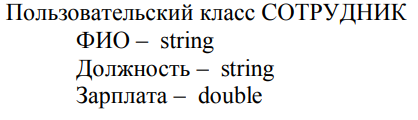 Пользовательский класс СОТРУДНИК
ФИО – string
Должность – string
Зарплата – double